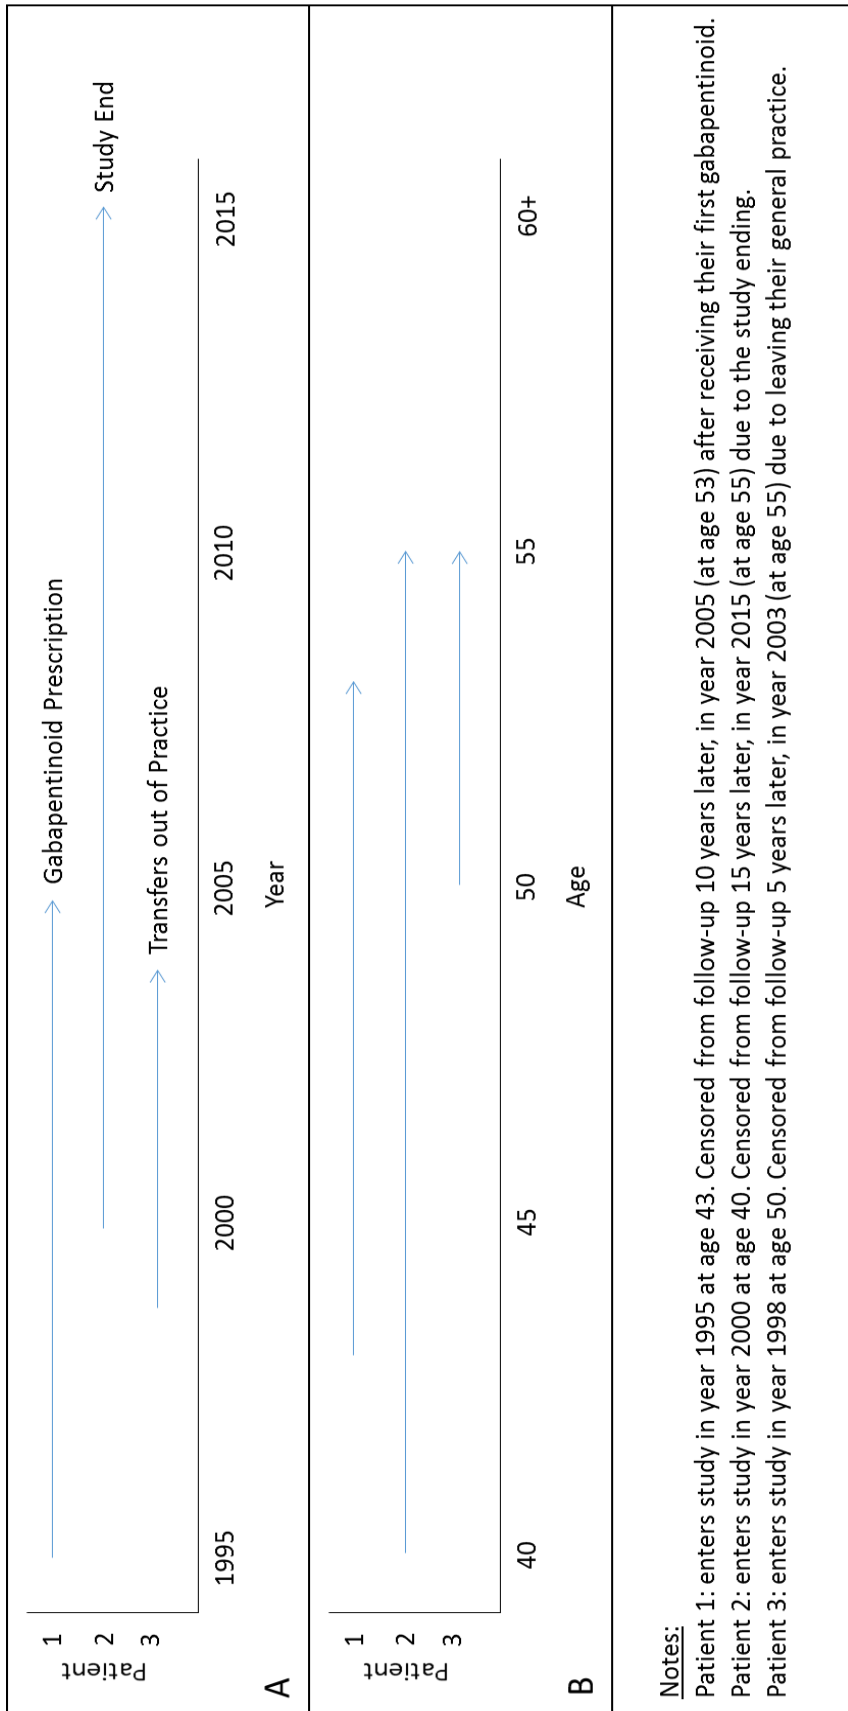 Patient
1
2
3
Gabapentinoid Prescription
Study End
Transfers out of Practice
1995 2000 2005 2010 2015
Year
A
Patient
1
2
3
40 45 50 55 60+
Age
B
Notes:
Patient 1: enters study in year 1995 at age 43. Censored from follow-up 10 years later, in year 2005 (at age 53) after receiving their first gabapentinoid.
Patient 2: enters study in year 2000 at age 40. Censored from follow-up 15 years later, in year 2015 (at age 55) due to the study ending.
Patient 3: enters study in year 1998 at age 50. Censored from follow-up 5 years later, in year 2003 (at age 55) due to leaving their general practice.